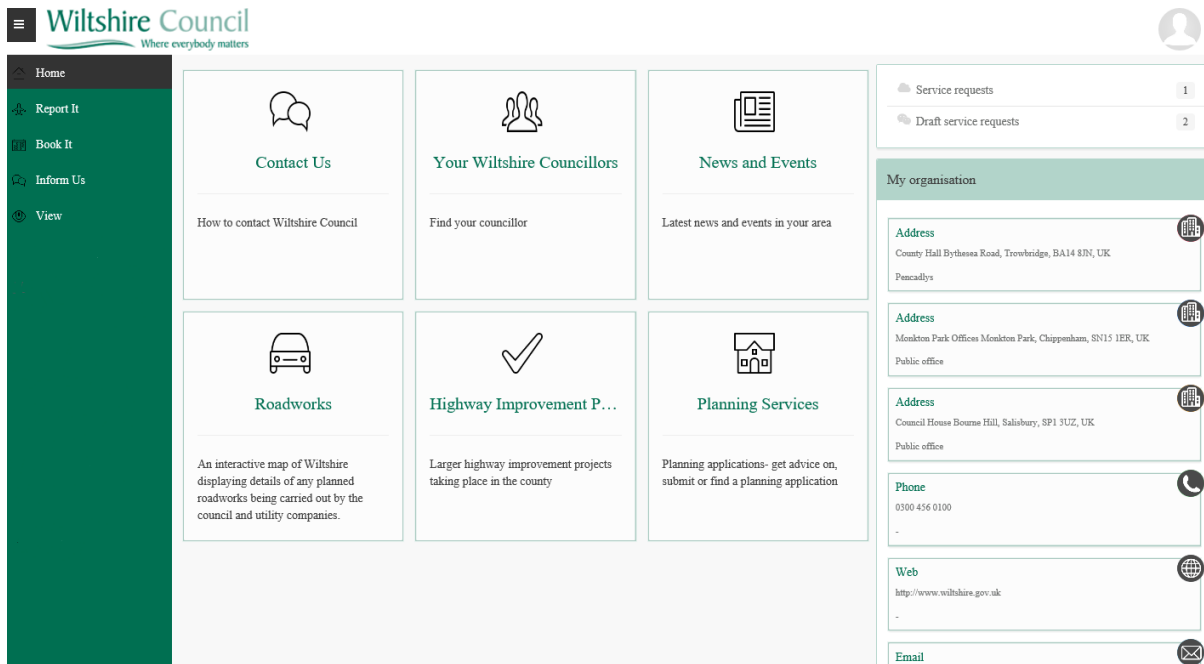 Wiltshire Council
Where everybody matters
Home
Report It
Book It
Inform Us
View
Contact Us
How to contact Wiltshire Council
Your Wiltshire Councillors
Find your councillor
News and Events
Latest news and events in your area
Roadworks
An interactive map of Wiltshire
displaying details of any planned
roadworks being carried out by the
council and utility companies.
Highway Improvement P...
Larger highway improvement projects
taking place in the county
Planning Services
Planning applications- get advice on,
submit or find a planning application
Service requests 1
Draft service requests 2
My organisation
Address
County Hall Bythesea Road, Trowbridge, BA14 8JN, UK
Pencadlys
Address
Monkton Park Offices Monkton Park, Chippenham, SN15 1ER, UK
Public office
Address
Council House Bourne Hill, Salisbury, SP1 3UZ, UK
Public office
Phone
0300 456 0100
-
Web
http://www.wiltshire.gov.uk
-
Email